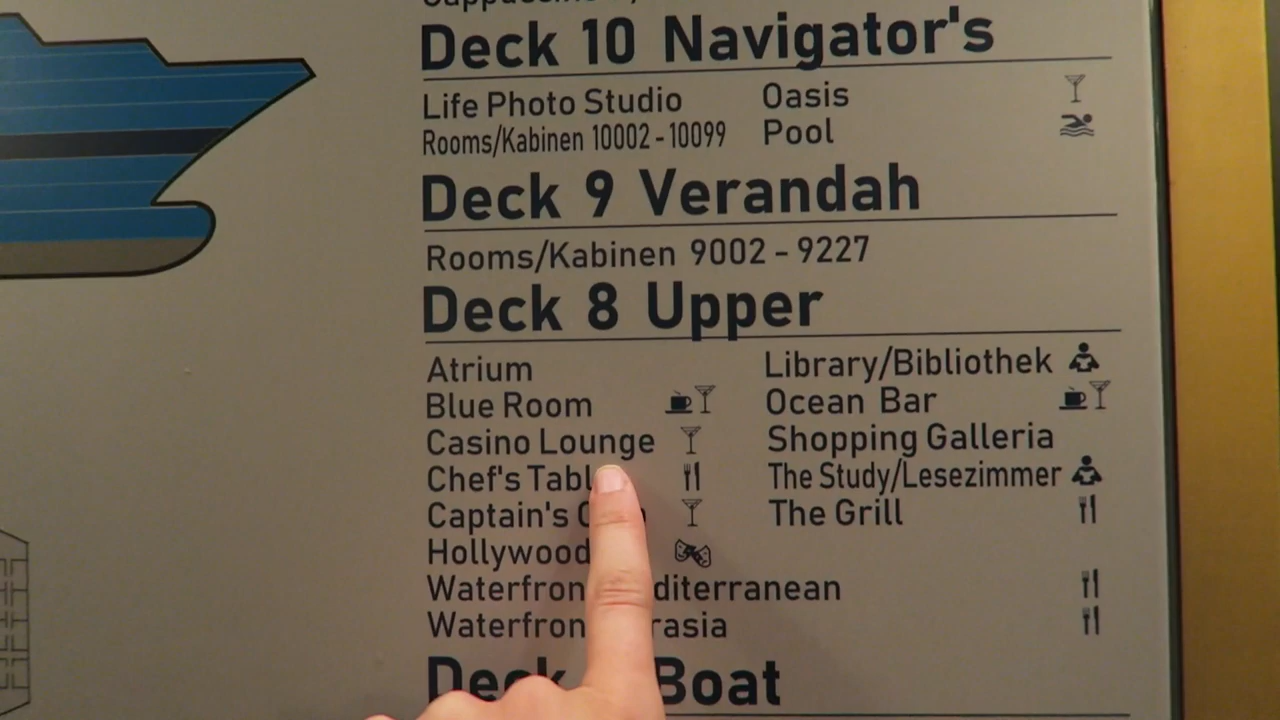 Deck 10 Navigator's
Life Photo Studio
Rooms/Kabinen 10002 - 10099
Oasis
Pool
Deck 9 Verandah
Rooms/Kabinen 9002 - 9227
Deck 8 Upper
Atrium
Blue Room
Casino Lounge
Chef's Tabl
Captain's
Hollywood
Waterfron diterranean
Waterfron rasia
Library/Bibliothek
Ocean Bar
Shopping Galleria
The Study/Lesezimmer
The Grill
Deck Boat